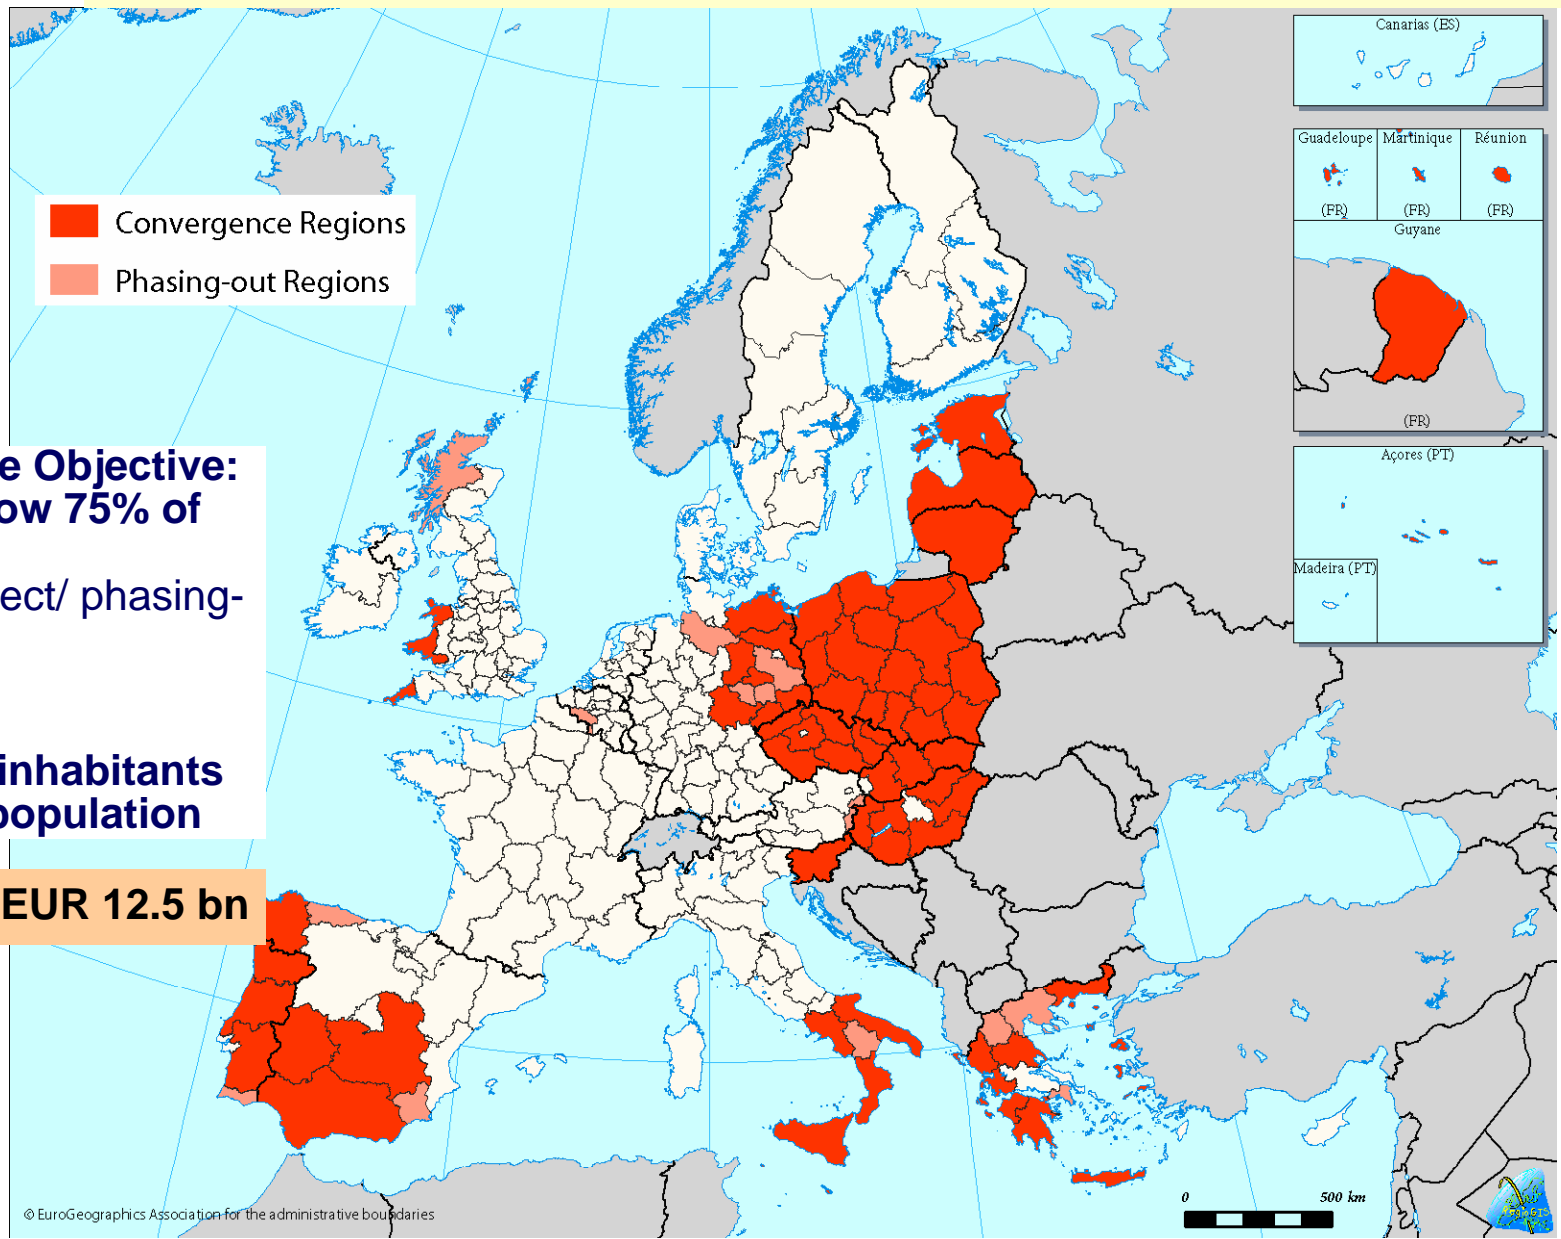 Convergence Regions
Phasing-out Regions
e Objective:
ow 75% of
ect/ phasing-
inhabitants
population
EUR 12.5 bn
Canarias (ES)
Guadeloupe
Martinique
Réunion
(FR)
(FR)
(FR)
Guyane
(FR)
Açores (PT)
Madeira (PT)
0 500 km
© EuroGeographics Association for the administrative boundaries